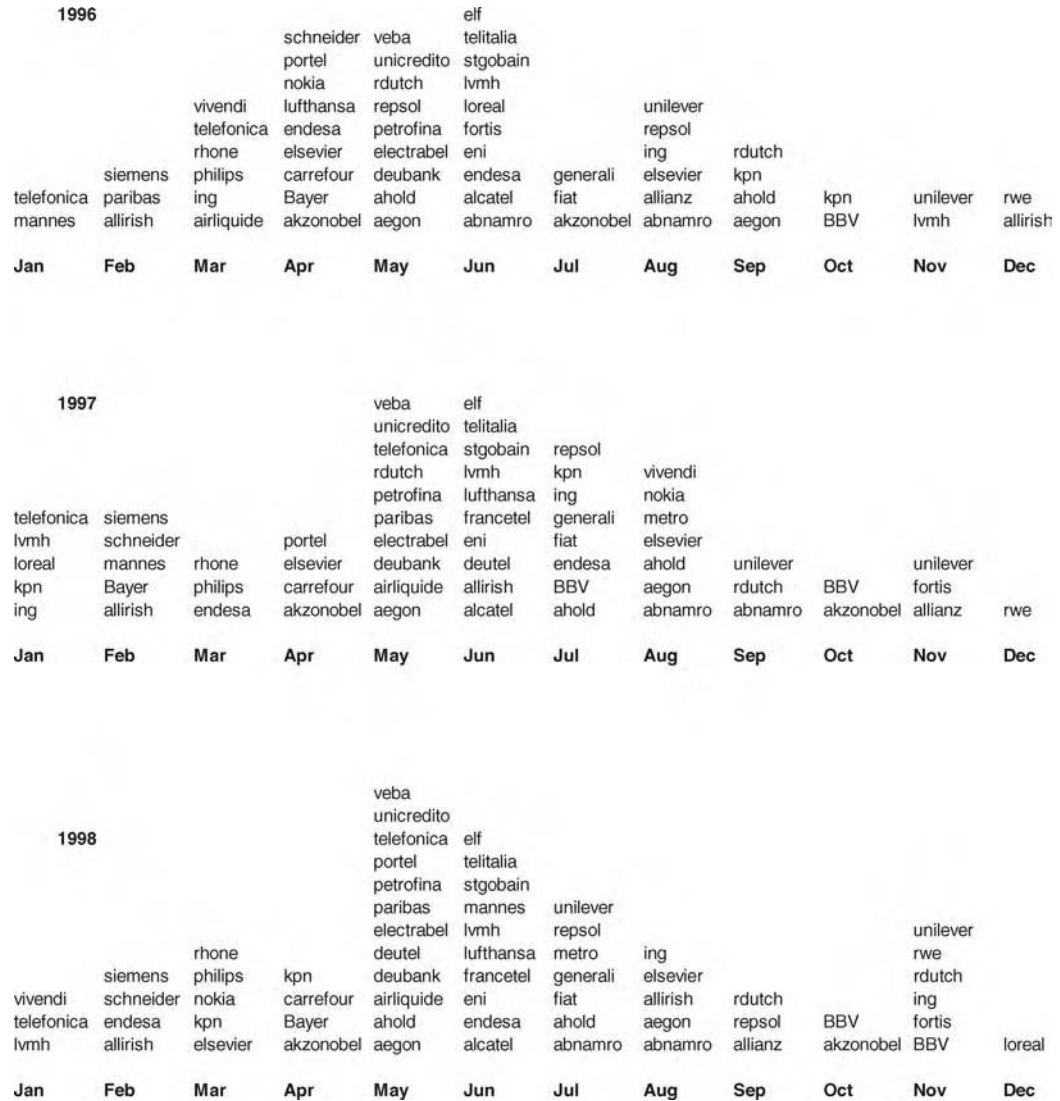 1996 elf
schneider veba telitalia
portel unicredito stgobain
nokia rdutch lvmh
vivendi lufthansa repsol loreal unilever
telefonica endesa petrofina fortis repsol
rhone elsevier electrabel eni ing rdutch
siemens philips carrefour deubank endesa generali elsevier kpn
telefonica paribas ing Bayer ahold alcatel fiat allianz ahold kpn unilever rwe
mannes allirish airliquide akzonobel aegon abnamro akzonobel abnamro aegon BBV lvmh allirish
Jan Feb Mar Apr May Jun Jul Aug Sep Oct Nov Dec
1997 veba elf
unicredito telitalia
telefonica stgobain repsol
rdutch lvmh kpn vivendi
petrofina lufthansa ing nokia
telefonica siemens paribas francetel generali metro
lvmh schneider portel electrabel eni fiat elsevier
loreal mannes rhone elsevier deubank deutel endesa ahold unilever unilever
kpn Bayer philips carrefour airliquide allirish BBV aegon rdutch BBV fortis
ing allirish endesa akzonobel aegon alcatel ahold abnamro abnamro akzonobel allianz rwe
Jan Feb Mar Apr May Jun Jul Aug Sep Oct Nov Dec
veba
unicredito
1998 telefonica elf
portel telitalia
petrofina stgobain
paribas mannes unilever
electrabel lvmh repsol unilever
rhone deutel lufthansa metro ing rwe
siemens philips kpn deubank francetel generali elsevier rdutch
vivendi schneider nokia carrefour airliquide eni fiat allirish rdutch ing
telefonica endesa kpn Bayer ahold endesa ahold aegon repsol BBV fortis
lvmh allirish elsevier akzonobel aegon alcatel abnamro abnamro allianz akzonobel BBV loreal
Jan Feb Mar Apr May Jun Jul Aug Sep Oct Nov Dec